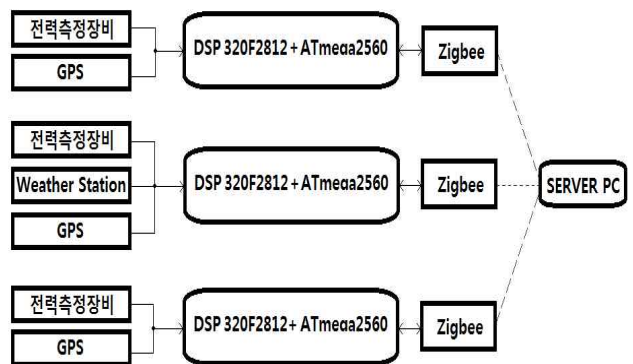 전력측정장비
GPS
DSP 320F2812 + ATmega2560
Zigbee
전력측정장비
Weather Station
GPS
DSP 320F2812 + ATmega2560
Zigbee
SERVER PC
전력측정장비
GPS
DSP 320F2812 + ATmega2560
Zigbee